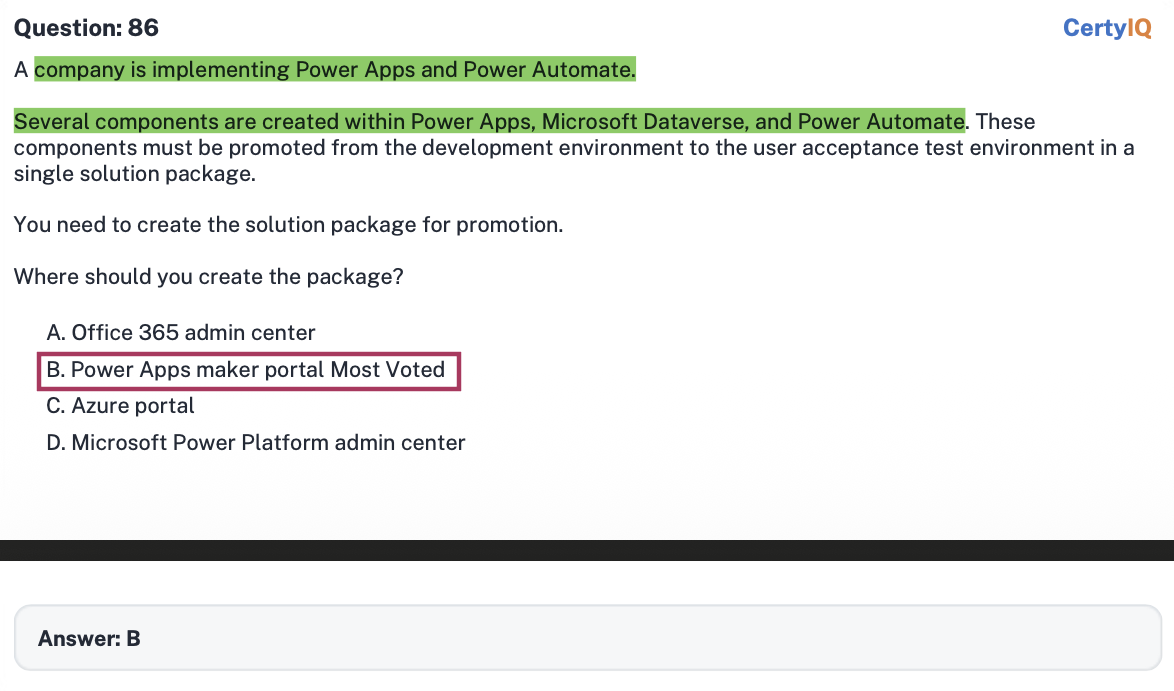 Question: 86
CertyIQ
A company is implementing Power Apps and Power Automate.
Several components are created within Power Apps, Microsoft Dataverse, and Power Automate. These
components must be promoted from the development environment to the user acceptance test environment in a
single solution package.
You need to create the solution package for promotion.
Where should you create the package?
A. Office 365 admin center
B. Power Apps maker portal Most Voted
C. Azure portal
D. Microsoft Power Platform admin center
Answer: B